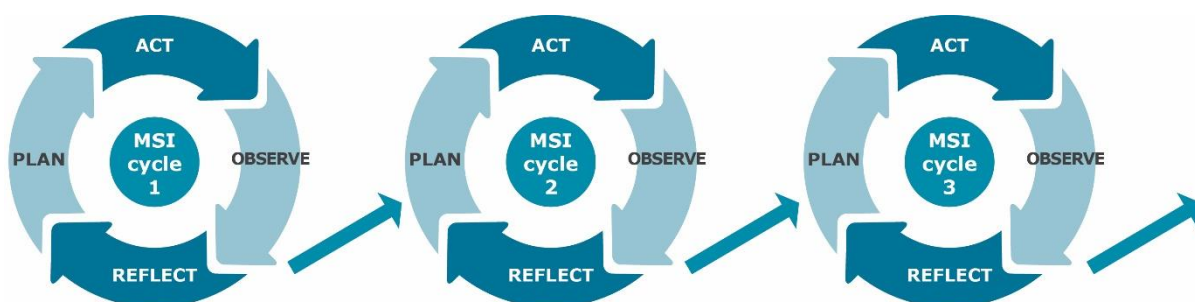 ACT
PLAN
MSI
cycle
1
OBSERVE
REFLECT
ACT
PLAN
MSI
cycle
2
OBSERVE
REFLECT
ACT
PLAN
MSI
cycle
3
OBSERVE
REFLECT